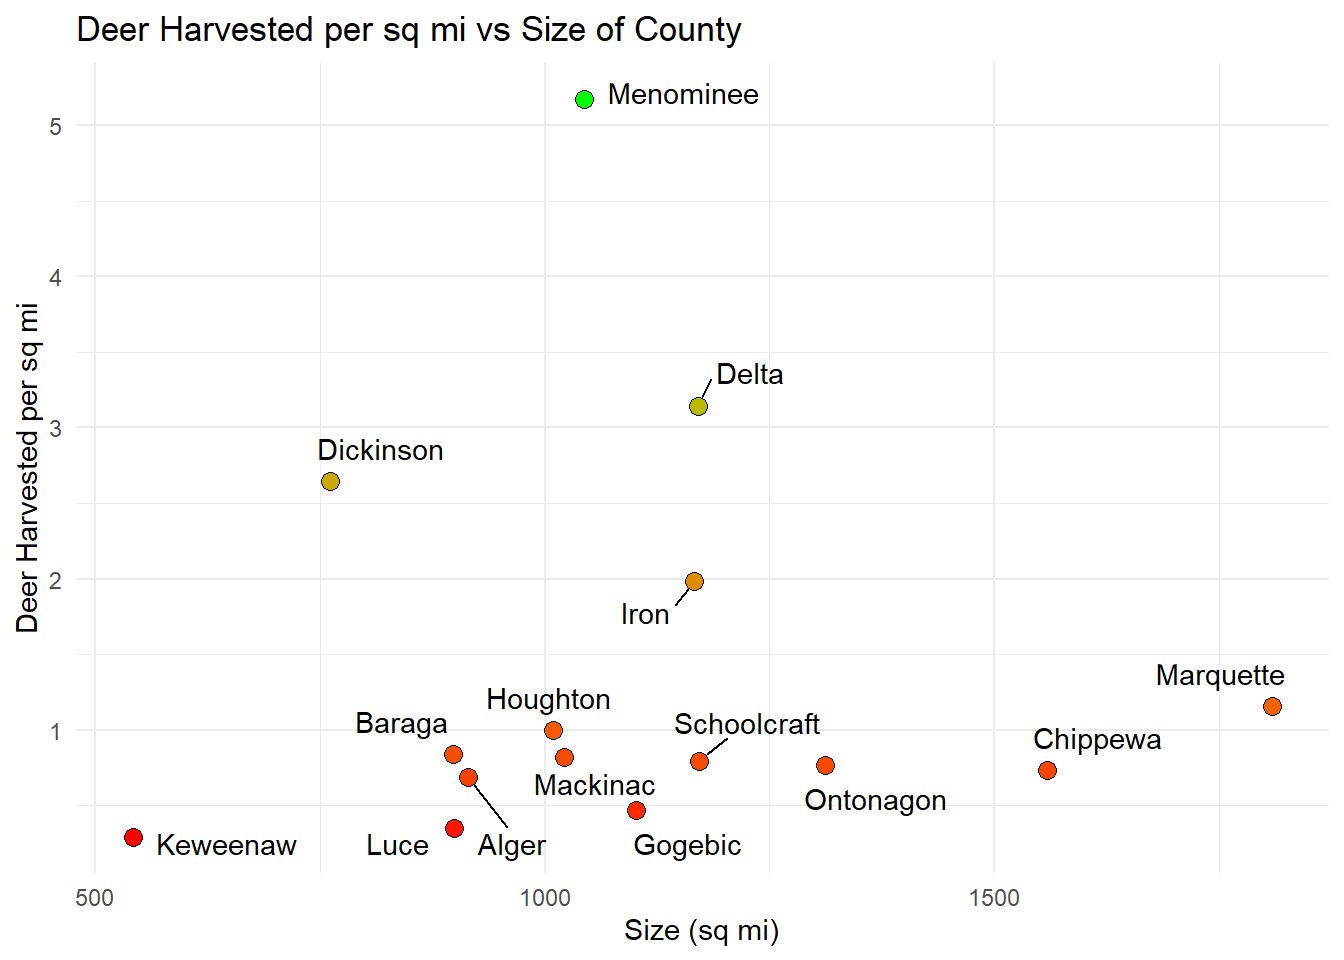 Deer Harvested per sq mi vs Size of County
Menominee
5
4
Delta
3
Dickinson
2
Iron
Marquette
Houghton
Baraga
Schoolcraft
1
Chippewa
Mackinac
Ontonagon
Keweenaw
Luce
Alger
Gogebic
500
1000
1500
Size (sq mi)
Deer Harvested per sq mi